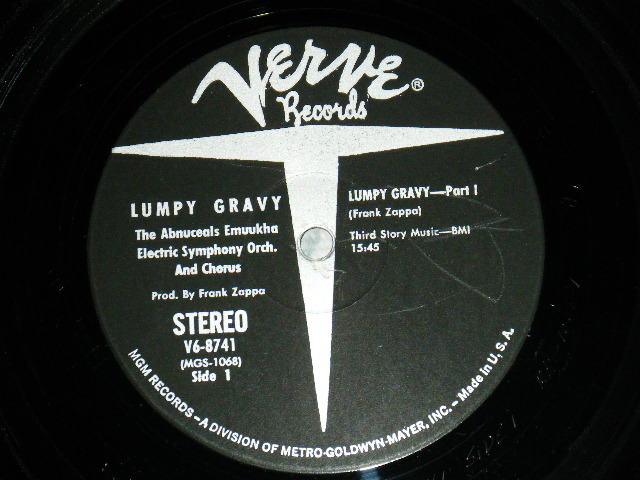 VERVE®
Records
LUMPY GRAVY
The Abnuceals Emuukha
Electric Symphony Orch.
And Chorus
Prod. By Frank Zappa
STEREO
V6-8741
(MGS-1068)
Side 1
LUMPY GRAVY—Part I
(Frank Zappa)
Third Story Music—BMI
15:45
MGM RECORDS – A DIVISION OF METRO-GOLDWYN-MAYER, INC. – Made in U. S. A.